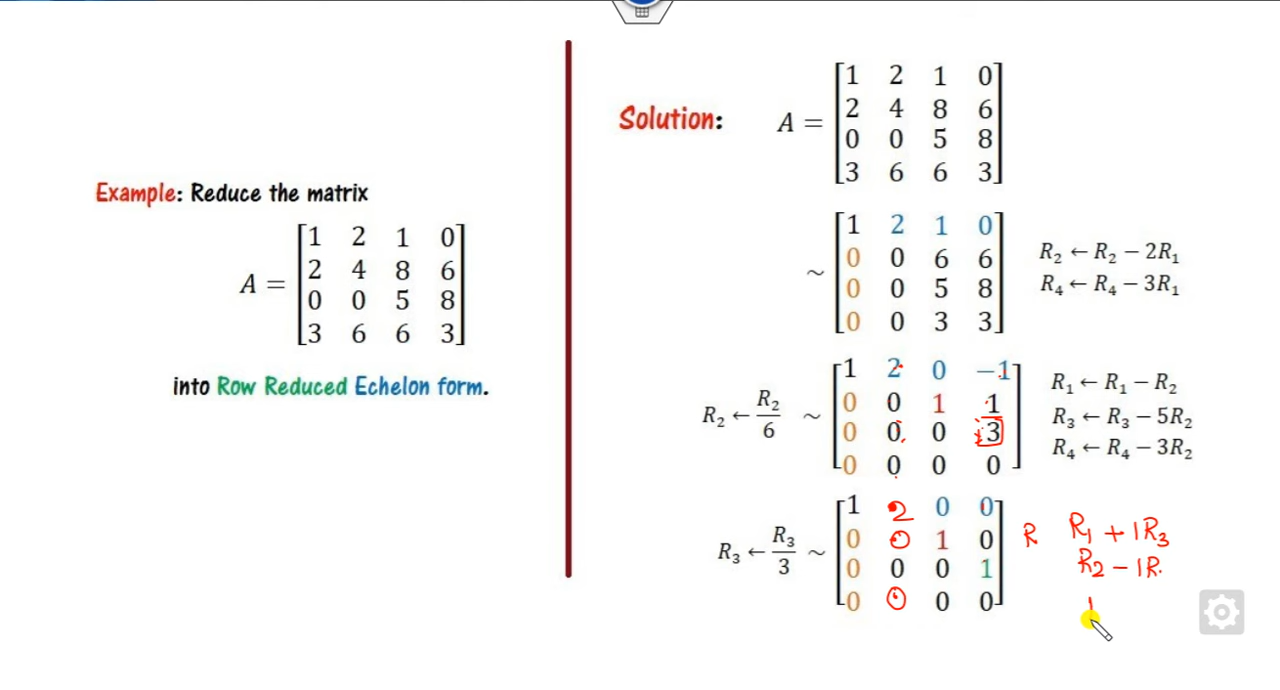 Example: Reduce the matrix
A = [1 2 1 0
2 4 8 6
0 0 5 8
3 6 6 3]
into Row Reduced Echelon form.
Solution: A = [1 2 1 0
2 4 8 6
0 0 5 8
3 6 6 3]
~ [1 2 1 0
0 0 6 6
0 0 5 8
0 0 3 3]
R₂ ← R₂ − 2R₁
R₄ ← R₄ − 3R₁
R₂ ← R₂/6 ~ [1 2 0 −1
0 0 1 1
0 0 0 3
0 0 0 0]
R₁ ← R₁ − R₂
R₃ ← R₃ − 5R₂
R₄ ← R₄ − 3R₂
R₃ ← R₃/3 ~ [1 2 0 0
0 0 1 0
0 0 0 1
0 0 0 0]
R R₁ + 1R₃
R₂ − 1R